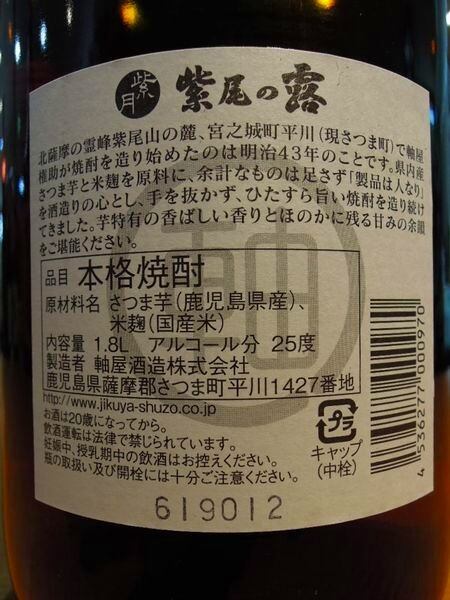 紫月 紫尾の露
北薩摩の霊峰紫尾山の麓、宮之城町平川（現さつま町）で軸屋
権助が焼酎を造り始めたのは明治43年のことです。県内産
さつま芋と米麹を原料に、余計なものは足さず「製品は人なり」
を酒造りの心とし、手を抜かず、ひたすら旨い焼酎を造り続け
てきました。芋特有の香ばしい香りとほのかに残る甘みの余韻
をご堪能ください。
品目 本格焼酎
原材料名 さつま芋（鹿児島県産）、
米麹（国産米）
内容量 1.8L アルコール分 25度
製造者 軸屋酒造株式会社
鹿児島県薩摩郡さつま町平川1427番地
http://www.jikuya-shuzo.co.jp
お酒は20歳になってから。
飲酒運転は法律で禁じられています。
妊娠中、授乳期中の飲酒はお控えください。
瓶の取扱い及び開栓には十分ご注意ください。
プラ
キャップ
（中栓）
4 536277 000970
619012
軸